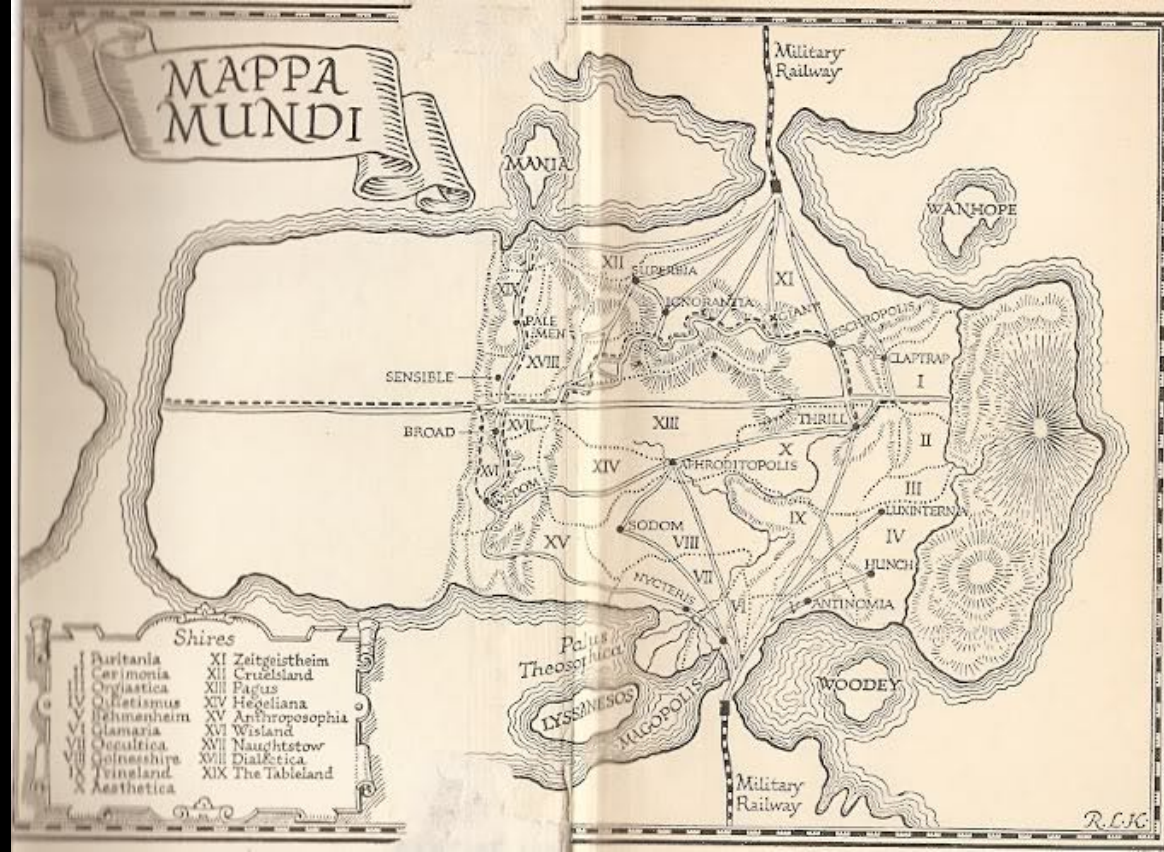 MAPPA
MUNDI
Military
Railway
MANIA
WANHOPE
XII
SUPERBIA
XI
XIX
IGNORANTIA
ZIANY
ESCHROPOLIS
PALE
MEN
XVIII
CLAPTRAP
SENSIBLE
I
BROAD
XVII
XIII
THRILL
II
X
XVI
XIV
APHRODITOPOLIS
III
WISDOM
IX
LUXINTERNA
SODOM
IV
XV
VIII
HUNCH
VII
NYCTERIS
VI
V
ANTINOMIA
Palus
Theosophica
WOODEY
LYSSANESOS
MAGOPOLIS
Military
Railway
R.L.K.
Shires
I Puritania
II Cerimonia
III Orgiastica
IV Quietismus
V Behmenheim
VI Glamaria
VII Occultica
VIII Golnesshire
IX Trineland
X Aesthetica
XI Zeitgeistheim
XII Cruelsland
XIII Pagus
XIV Hegeliana
XV Anthroposophia
XVI Wisland
XVII Naughtstow
XVIII Dialectica
XIX The Tableland